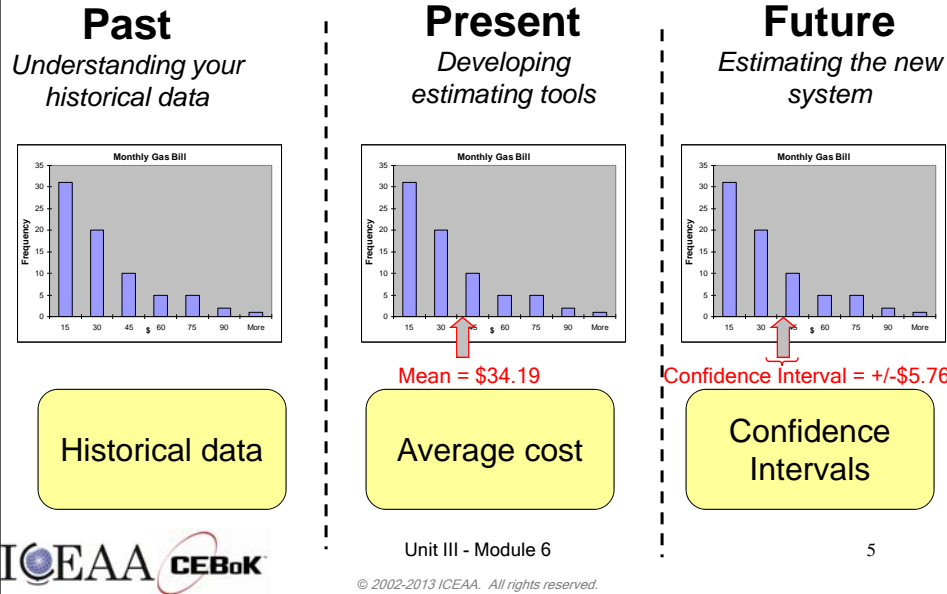 Past
Understanding your
historical data
Monthly Gas Bill
Frequency
35
30
25
20
15
10
5
0
15 30 45 60 75 90 More
$
Historical data
Present
Developing
estimating tools
Monthly Gas Bill
Frequency
35
30
25
20
15
10
5
0
15 30 45 60 75 90 More
$
Mean = $34.19
Average cost
Future
Estimating the new
system
Monthly Gas Bill
Frequency
35
30
25
20
15
10
5
0
15 30 45 60 75 90 More
$
Confidence Interval = +/-$5.76
Confidence
Intervals
ICEAA CEBoK
Unit III - Module 6
5
© 2002-2013 ICEAA. All rights reserved.